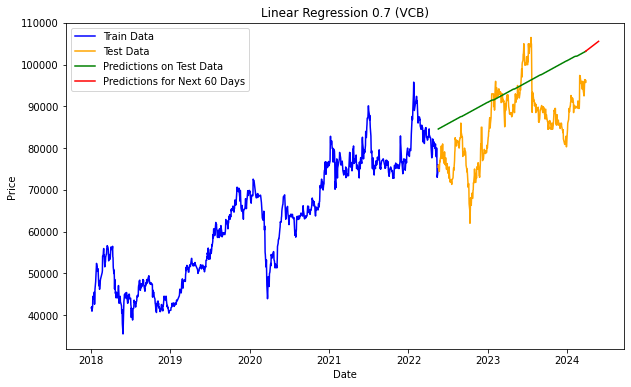 Linear Regression 0.7 (VCB)
110000
100000
90000
80000
70000
60000
50000
40000
Price
Train Data
Test Data
Predictions on Test Data
Predictions for Next 60 Days
2018
2019
2020
2021
2022
2023
2024
Date